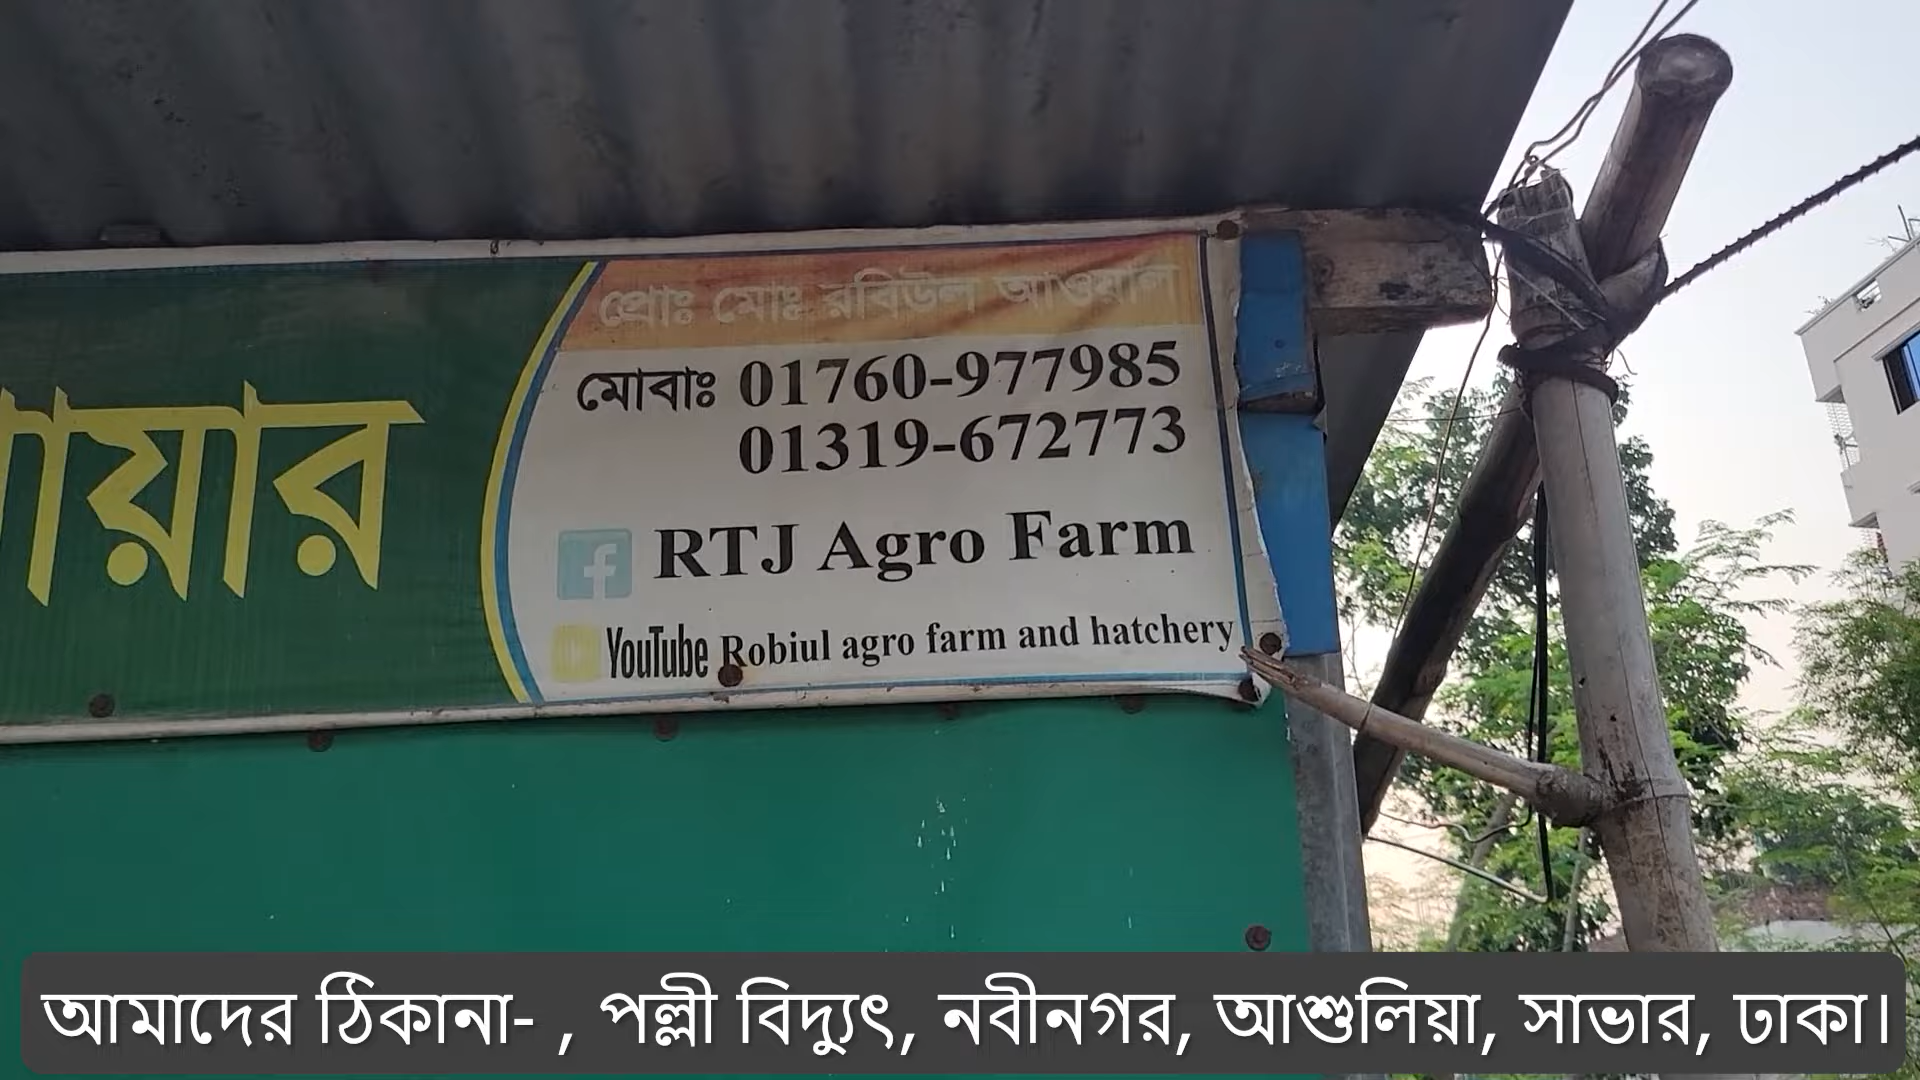 য়ার
প্রোঃ মোঃ রবিউল আওয়াল
মোবাঃ 01760-977985
01319-672773
f RTJ Agro Farm
YouTube Robiul agro farm and hatchery
আমাদের ঠিকানা- , পল্লী বিদ্যুৎ, নবীনগর, আশুলিয়া, সাভার, ঢাকা।